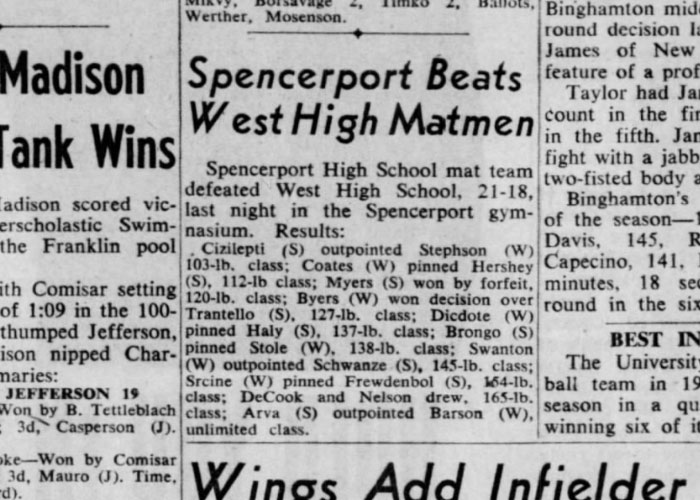 Madison
Tank Wins
Madison scored vic-
erscholastic Swim-
the Franklin pool
ith Comisar setting
of 1:09 in the 100-
thumped Jefferson,
ison nipped Char-
maries:
JEFFERSON 19
Won by B. Tettleblach
3d, Casperson (J).
oke—Won by Comisar
3d, Mauro (J). Time,
rd).
Mikvy, Borsavage 2, Timko 2, Ballots,
Werther, Mosenson.
Spencerport Beats
West High Matmen
Spencerport High School mat team
defeated West High School, 21-18,
last night in the Spencerport gym-
nasium. Results:
Cizilepti (S) outpointed Stephson (W)
103-lb. class; Coates (W) pinned Hershey
(S), 112-lb class; Myers (S) won by forfeit,
120-lb. class; Byers (W) won decision over
Trantello (S), 127-lb. class; Dicdote (W)
pinned Haly (S), 137-lb. class; Brongo (S)
pinned Stole (W), 138-lb. class; Swanton
(W) outpointed Schwanze (S), 145-lb. class;
Srcine (W) pinned Frewdenbol (S), 154-lb.
class; DeCook and Nelson drew, 165-lb.
class; Arva (S) outpointed Barson (W),
unlimited class.
Wings Add Infielder
Binghamton midd
round decision la
James of New
feature of a prof
Taylor had Jar
count in the fir
in the fifth. Jar
fight with a jabb
two-fisted body a
Binghamton's
of the season—1
Davis, 145, R
Capecino, 141,
minutes, 18 sec
round in the six
BEST IN
The University
ball team in 19
season in a qu
winning six of it